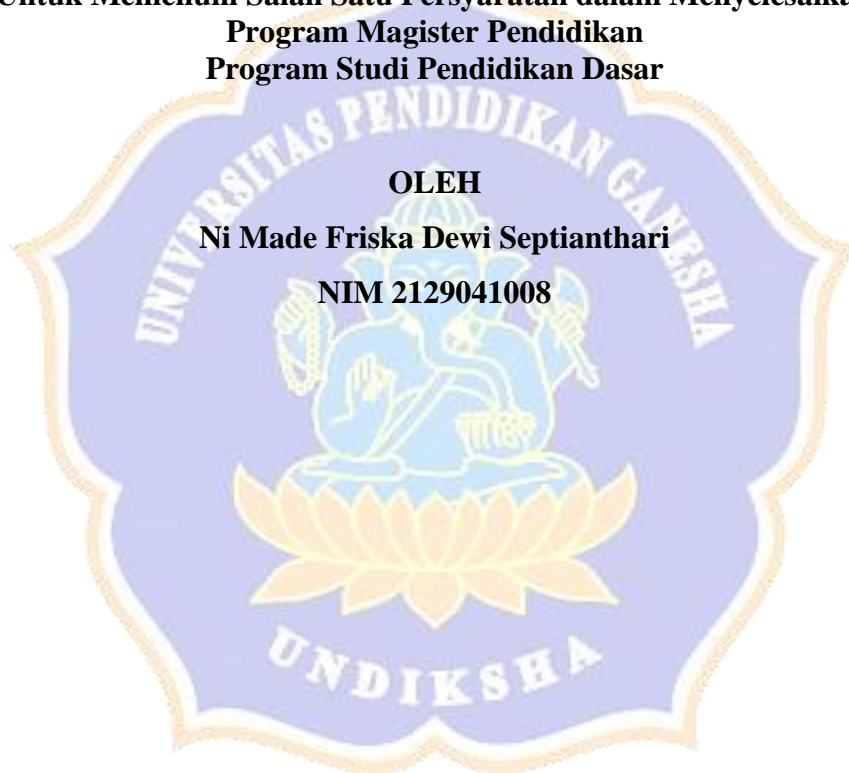 Untuk Memenuhi Salah Satu Persyaratan dalam Menyelesaika
Program Magister Pendidikan
Program Studi Pendidikan Dasar
UNIVERSITAS PENDIDIKAN GANESHA
OLEH
Ni Made Friska Dewi Septianthari
NIM 2129041008
UNDIKSHA